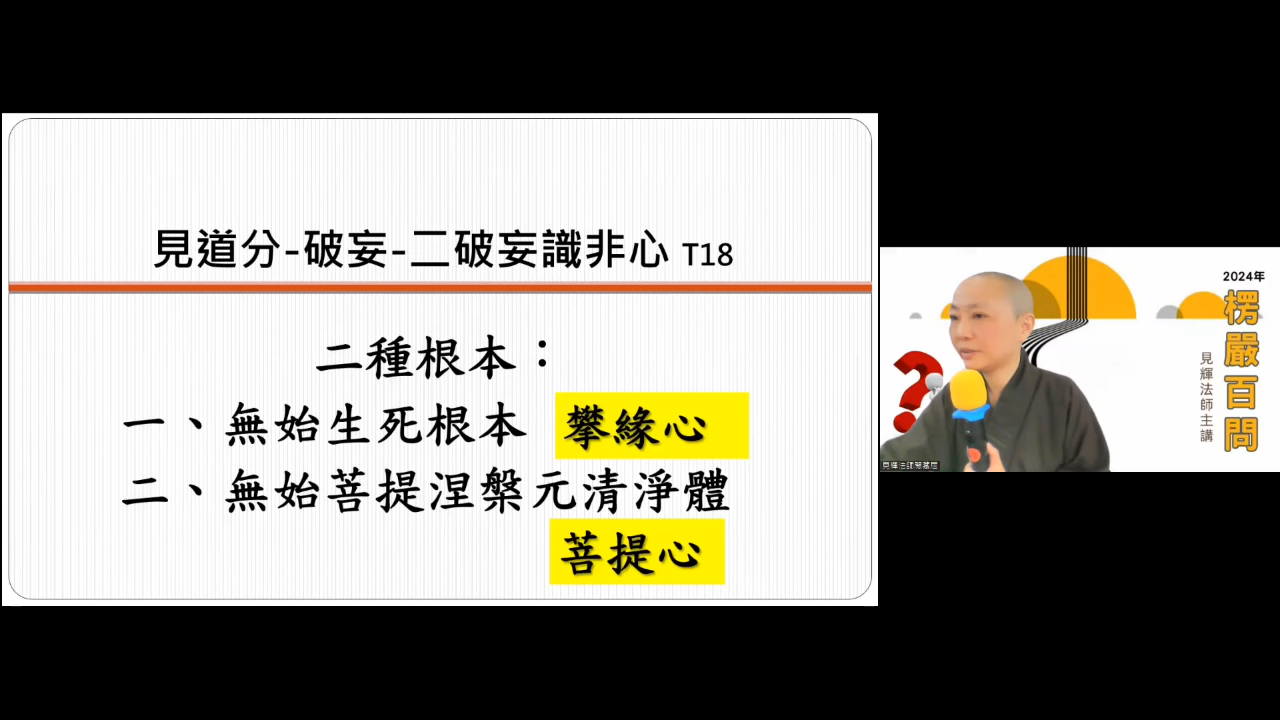 見道分-破妄-二破妄識非心 T18
二種根本：
一、無始生死根本 攀緣心
二、無始菩提涅槃元清淨體
菩提心
2024年
楞嚴百問
見輝法師主講